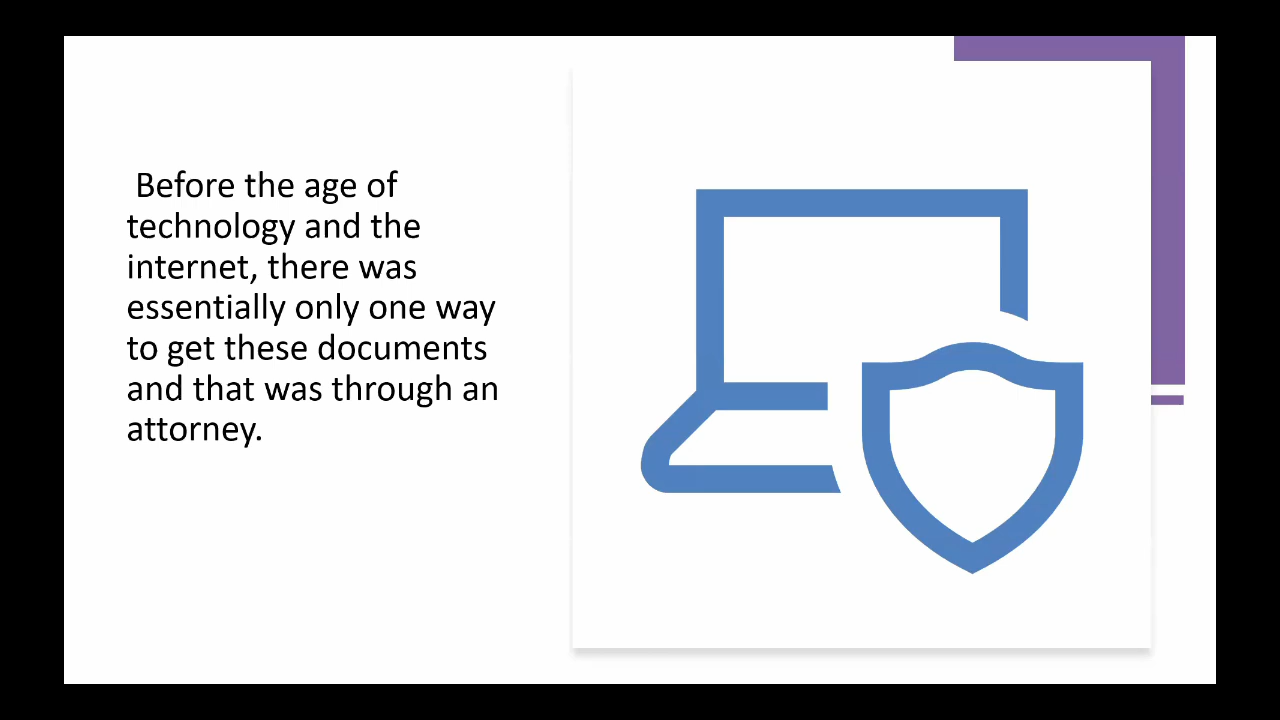 Before the age of
technology and the
internet, there was
essentially only one way
to get these documents
and that was through an
attorney.